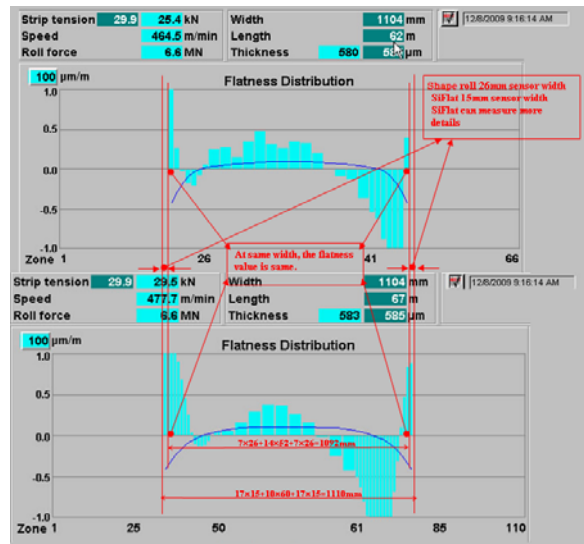 Strip tension 29.9 25.4 kN Width 1104 mm 12/8/2009 9:16:14 AM
Speed 464.5 m/min Length 62 m
Roll force 6.6 MN Thickness 580 μm
100 μm/m Flatness Distribution
Shape roll 26mm sensor width
SiFlat 15mm sensor width
SiFlat can measure more
details
1.0
0.5
0.0
-0.5
-1.0
At same width, the flatness
value is same.
Zone 1 26 41 66
Strip tension 29.9 29.5 kN Width 1104 mm 12/8/2009 9:16:14 AM
Speed 477.7 m/min Length 67 m
Roll force 6.6 MN Thickness 583 585 μm
100 μm/m Flatness Distribution
1.0
0.5
0.0
7×26+14×52+7×26=1092mm
-0.5
17×15+10×60+17×15=1110mm
-1.0
Zone 1 25 50 61 85 110